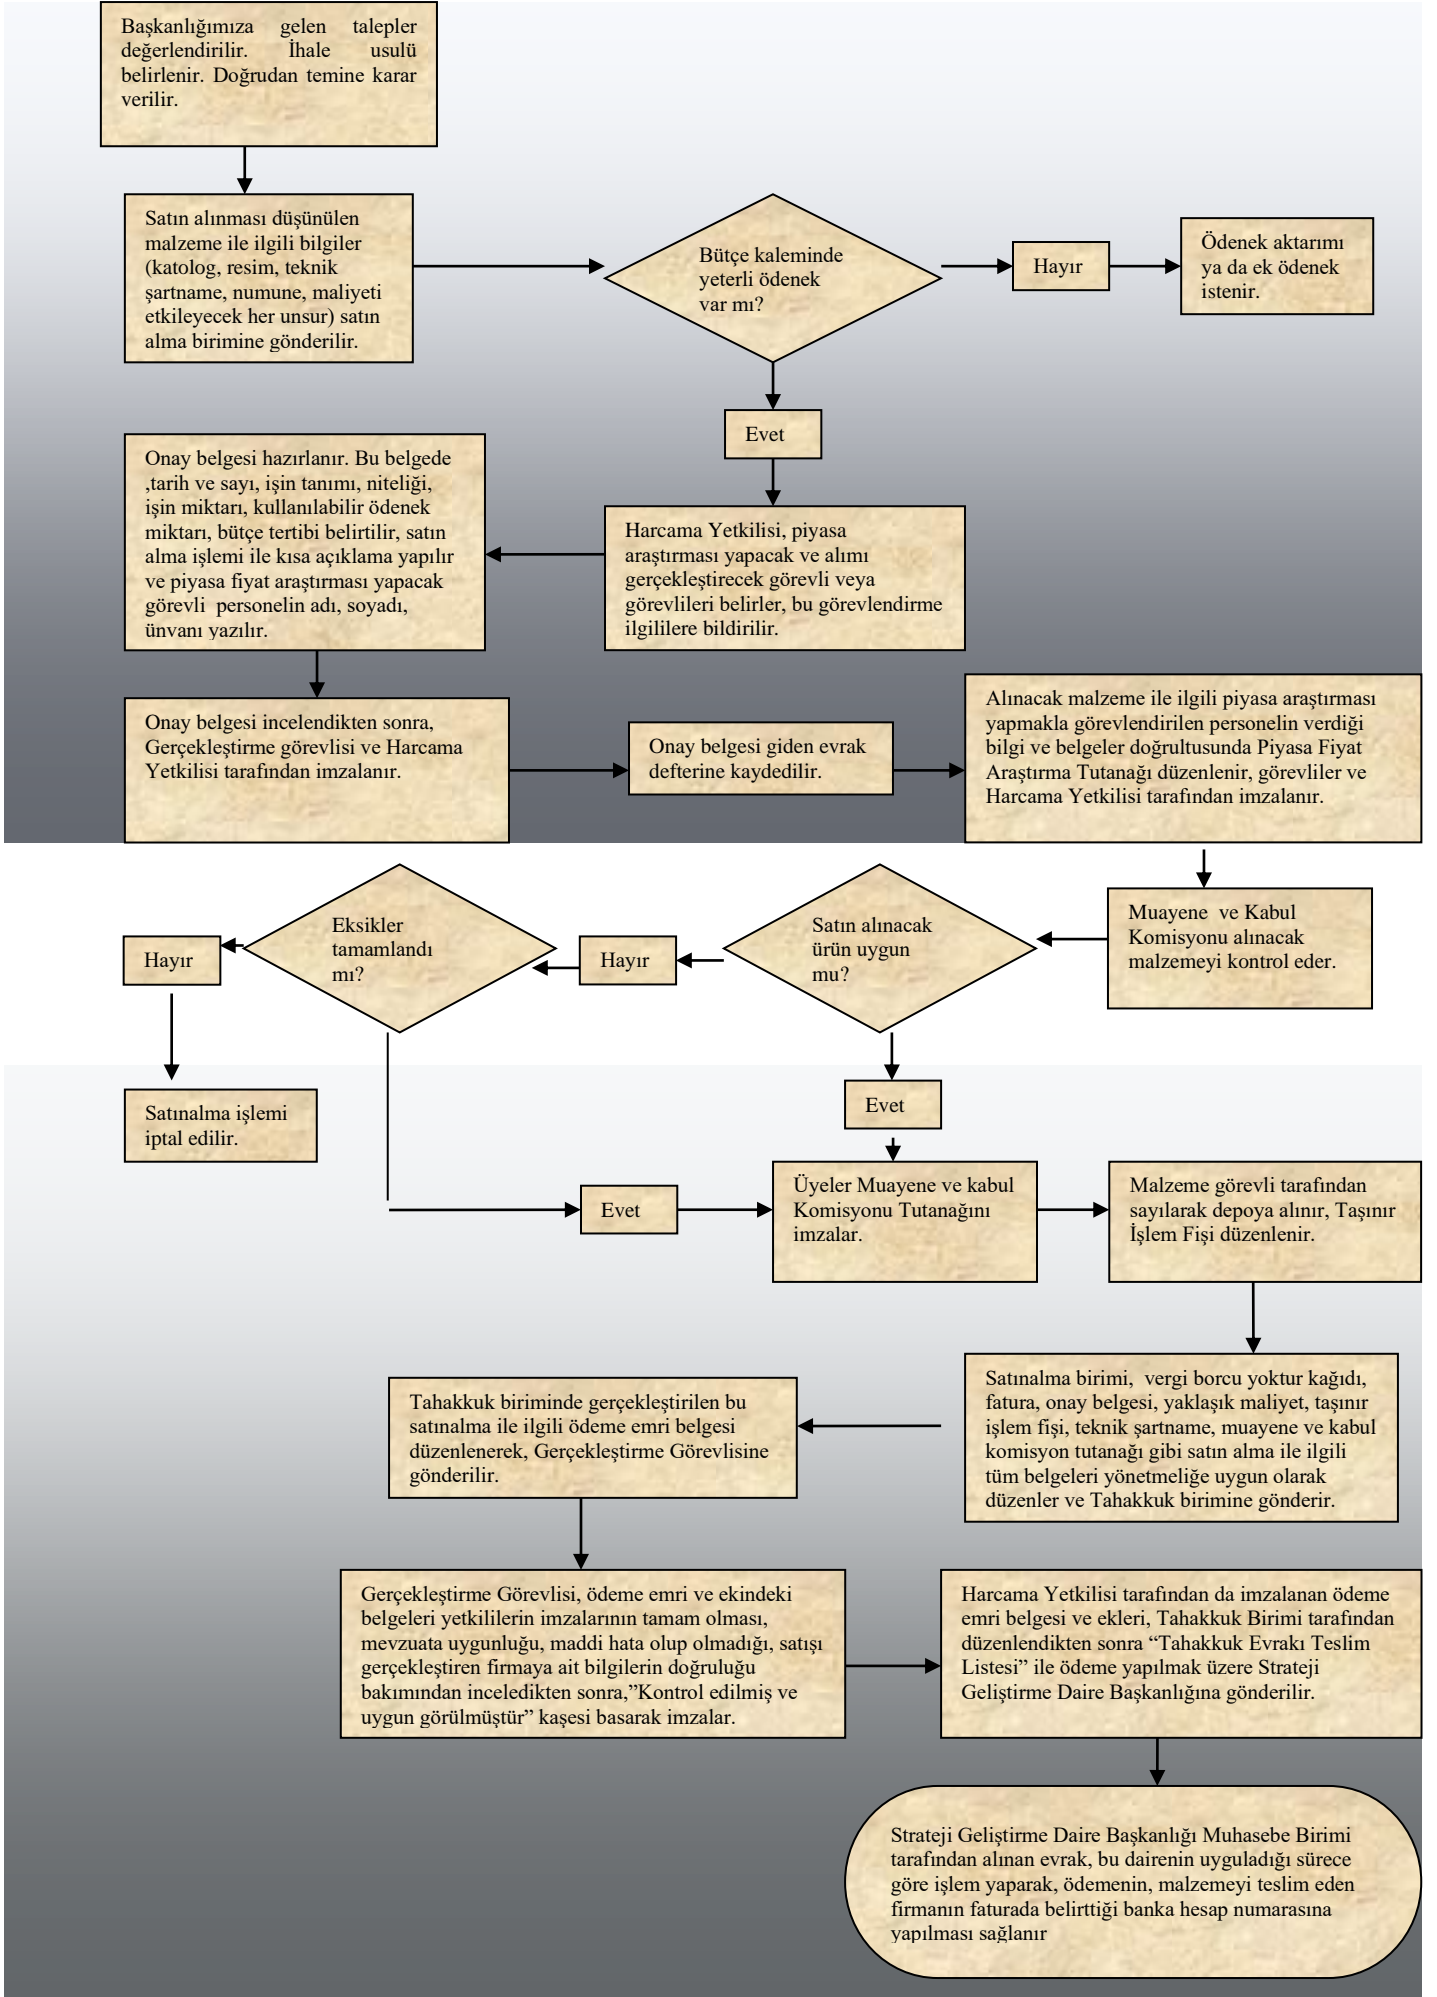 Başkanlığımıza gelen talepler
değerlendirilir. İhale usulü
belirlenir. Doğrudan temine karar
verilir.
Satın alınması düşünülen
malzeme ile ilgili bilgiler
(katolog, resim, teknik
şartname, numune, maliyeti
etkileyecek her unsur) satın
alma birimine gönderilir.
Bütçe kaleminde
yeterli ödenek
var mı?
Hayır
Ödenek aktarımı
ya da ek ödenek
istenir.
Evet
Harcama Yetkilisi, piyasa
araştırması yapacak ve alımı
gerçekleştirecek görevli veya
görevlileri belirler, bu görevlendirme
ilgililere bildirilir.
Onay belgesi hazırlanır. Bu belgede
,tarih ve sayı, işin tanımı, niteliği,
işin miktarı, kullanılabilir ödenek
miktarı, bütçe tertibi belirtilir, satın
alma işlemi ile kısa açıklama yapılır
ve piyasa fiyat araştırması yapacak
görevli  personelin adı, soyadı,
ünvanı yazılır.
Onay belgesi incelendikten sonra,
Gerçekleştirme görevlisi ve Harcama
Yetkilisi tarafından imzalanır.
Onay belgesi giden evrak
defterine kaydedilir.
Alınacak malzeme ile ilgili piyasa araştırması
yapmakla görevlendirilen personelin verdiği
bilgi ve belgeler doğrultusunda Piyasa Fiyat
Araştırma Tutanağı düzenlenir, görevliler ve
Harcama Yetkilisi tarafından imzalanır.
Muayene  ve Kabul
Komisyonu alınacak
malzemeyi kontrol eder.
Satın alınacak
ürün uygun
mu?
Hayır
Eksikler
tamamlandı
mı?
Hayır
Satınalma işlemi
iptal edilir.
Evet
Evet
Üyeler Muayene ve kabul
Komisyonu Tutanağını
imzalar.
Malzeme görevli tarafından
sayılarak depoya alınır, Taşınır
İşlem Fişi düzenlenir.
Satınalma birimi,  vergi borcu yoktur kağıdı,
fatura, onay belgesi, yaklaşık maliyet, taşınır
işlem fişi, teknik şartname, muayene ve kabul
komisyon tutanağı gibi satın alma ile ilgili
tüm belgeleri yönetmeliğe uygun olarak
düzenler ve Tahakkuk birimine gönderir.
Tahakkuk biriminde gerçekleştirilen bu
satınalma ile ilgili ödeme emri belgesi
düzenlenerek, Gerçekleştirme Görevlisine
gönderilir.
Gerçekleştirme Görevlisi, ödeme emri ve ekindeki
belgeleri yetkililerin imzalarının tamam olması,
mevzuata uygunluğu, maddi hata olup olmadığı, satışı
gerçekleştiren firmaya ait bilgilerin doğruluğu
bakımından inceledikten sonra,”Kontrol edilmiş ve
uygun görülmüştür” kaşesi basarak imzalar.
Harcama Yetkilisi tarafından da imzalanan ödeme
emri belgesi ve ekleri, Tahakkuk Birimi tarafından
düzenlendikten sonra “Tahakkuk Evrakı Teslim
Listesi” ile ödeme yapılmak üzere Strateji
Geliştirme Daire Başkanlığına gönderilir.
Strateji Geliştirme Daire Başkanlığı Muhasebe Birimi
tarafından alınan evrak, bu dairenin uyguladığı sürece
göre işlem yaparak, ödemenin, malzemeyi teslim eden
firmanın faturada belirttiği banka hesap numarasına
yapılması sağlanır